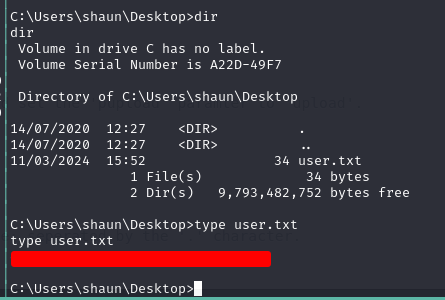 C:\Users\shaun\Desktop>dir
dir
 Volume in drive C has no label.
 Volume Serial Number is A22D-49F7

 Directory of C:\Users\shaun\Desktop

14/07/2020  12:27    <DIR>          .
14/07/2020  12:27    <DIR>          ..
11/03/2024  15:52                34 user.txt
               1 File(s)             34 bytes
               2 Dir(s)   9,793,482,752 bytes free

C:\Users\shaun\Desktop>type user.txt
type user.txt

C:\Users\shaun\Desktop>